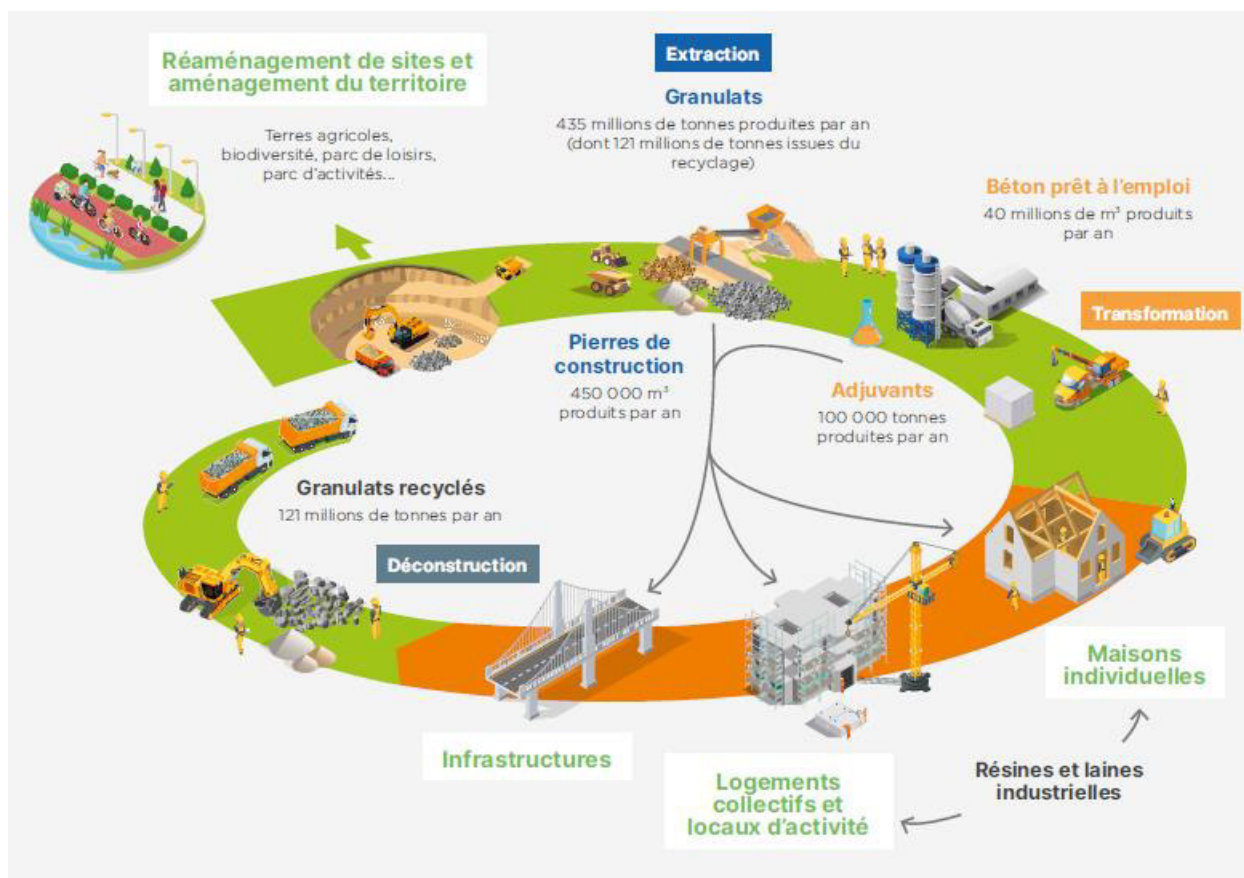 Réaménagement de sites et
aménagement du territoire
Terres agricoles,
biodiversité, parc de loisirs,
parc d'activités...
Extraction
Granulats
435 millions de tonnes produites par an
(dont 121 millions de tonnes issues du
recyclage)
Béton prêt à l'emploi
40 millions de m³ produits
par an
Transformation
Pierres de
construction
450 000 m³
produits par an
Adjuvants
100 000 tonnes
produites par an
Granulats recyclés
121 millions de tonnes par an
Déconstruction
Infrastructures
Logements
collectifs et
locaux d'activité
Maisons
individuelles
Résines et laines
industrielles